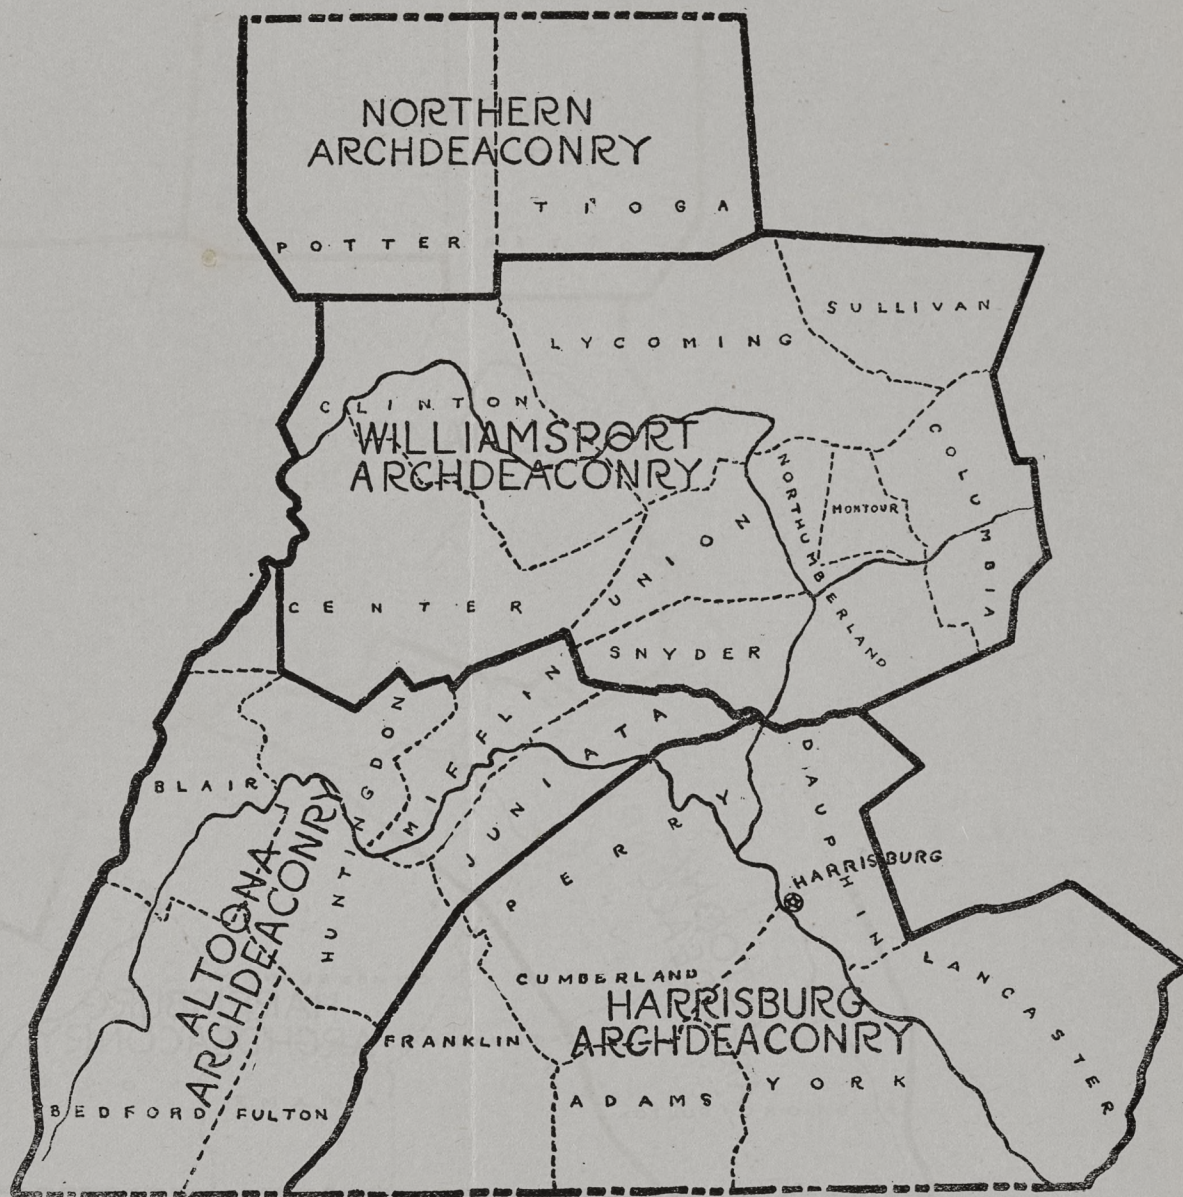 NORTHERN
ARCHDEACONRY
TIOGA
POTTER
SULLIVAN
LYCOMING
CLINTON
WILLIAMSPORT
ARCHDEACONRY
COLUMBIA
NORTHUMBERLAND
MONTOUR
UNION
CENTER
SNYDER
MIFFLIN
JUNIATA
HUNTINGDON
BLAIR
DAUPHIN
PERRY
HARRISBURG
ALTOONA
ARCHDEACONRY
LANCASTER
CUMBERLAND
HARRISBURG
ARCHDEACONRY
FRANKLIN
YORK
ADAMS
BEDFORD
FULTON